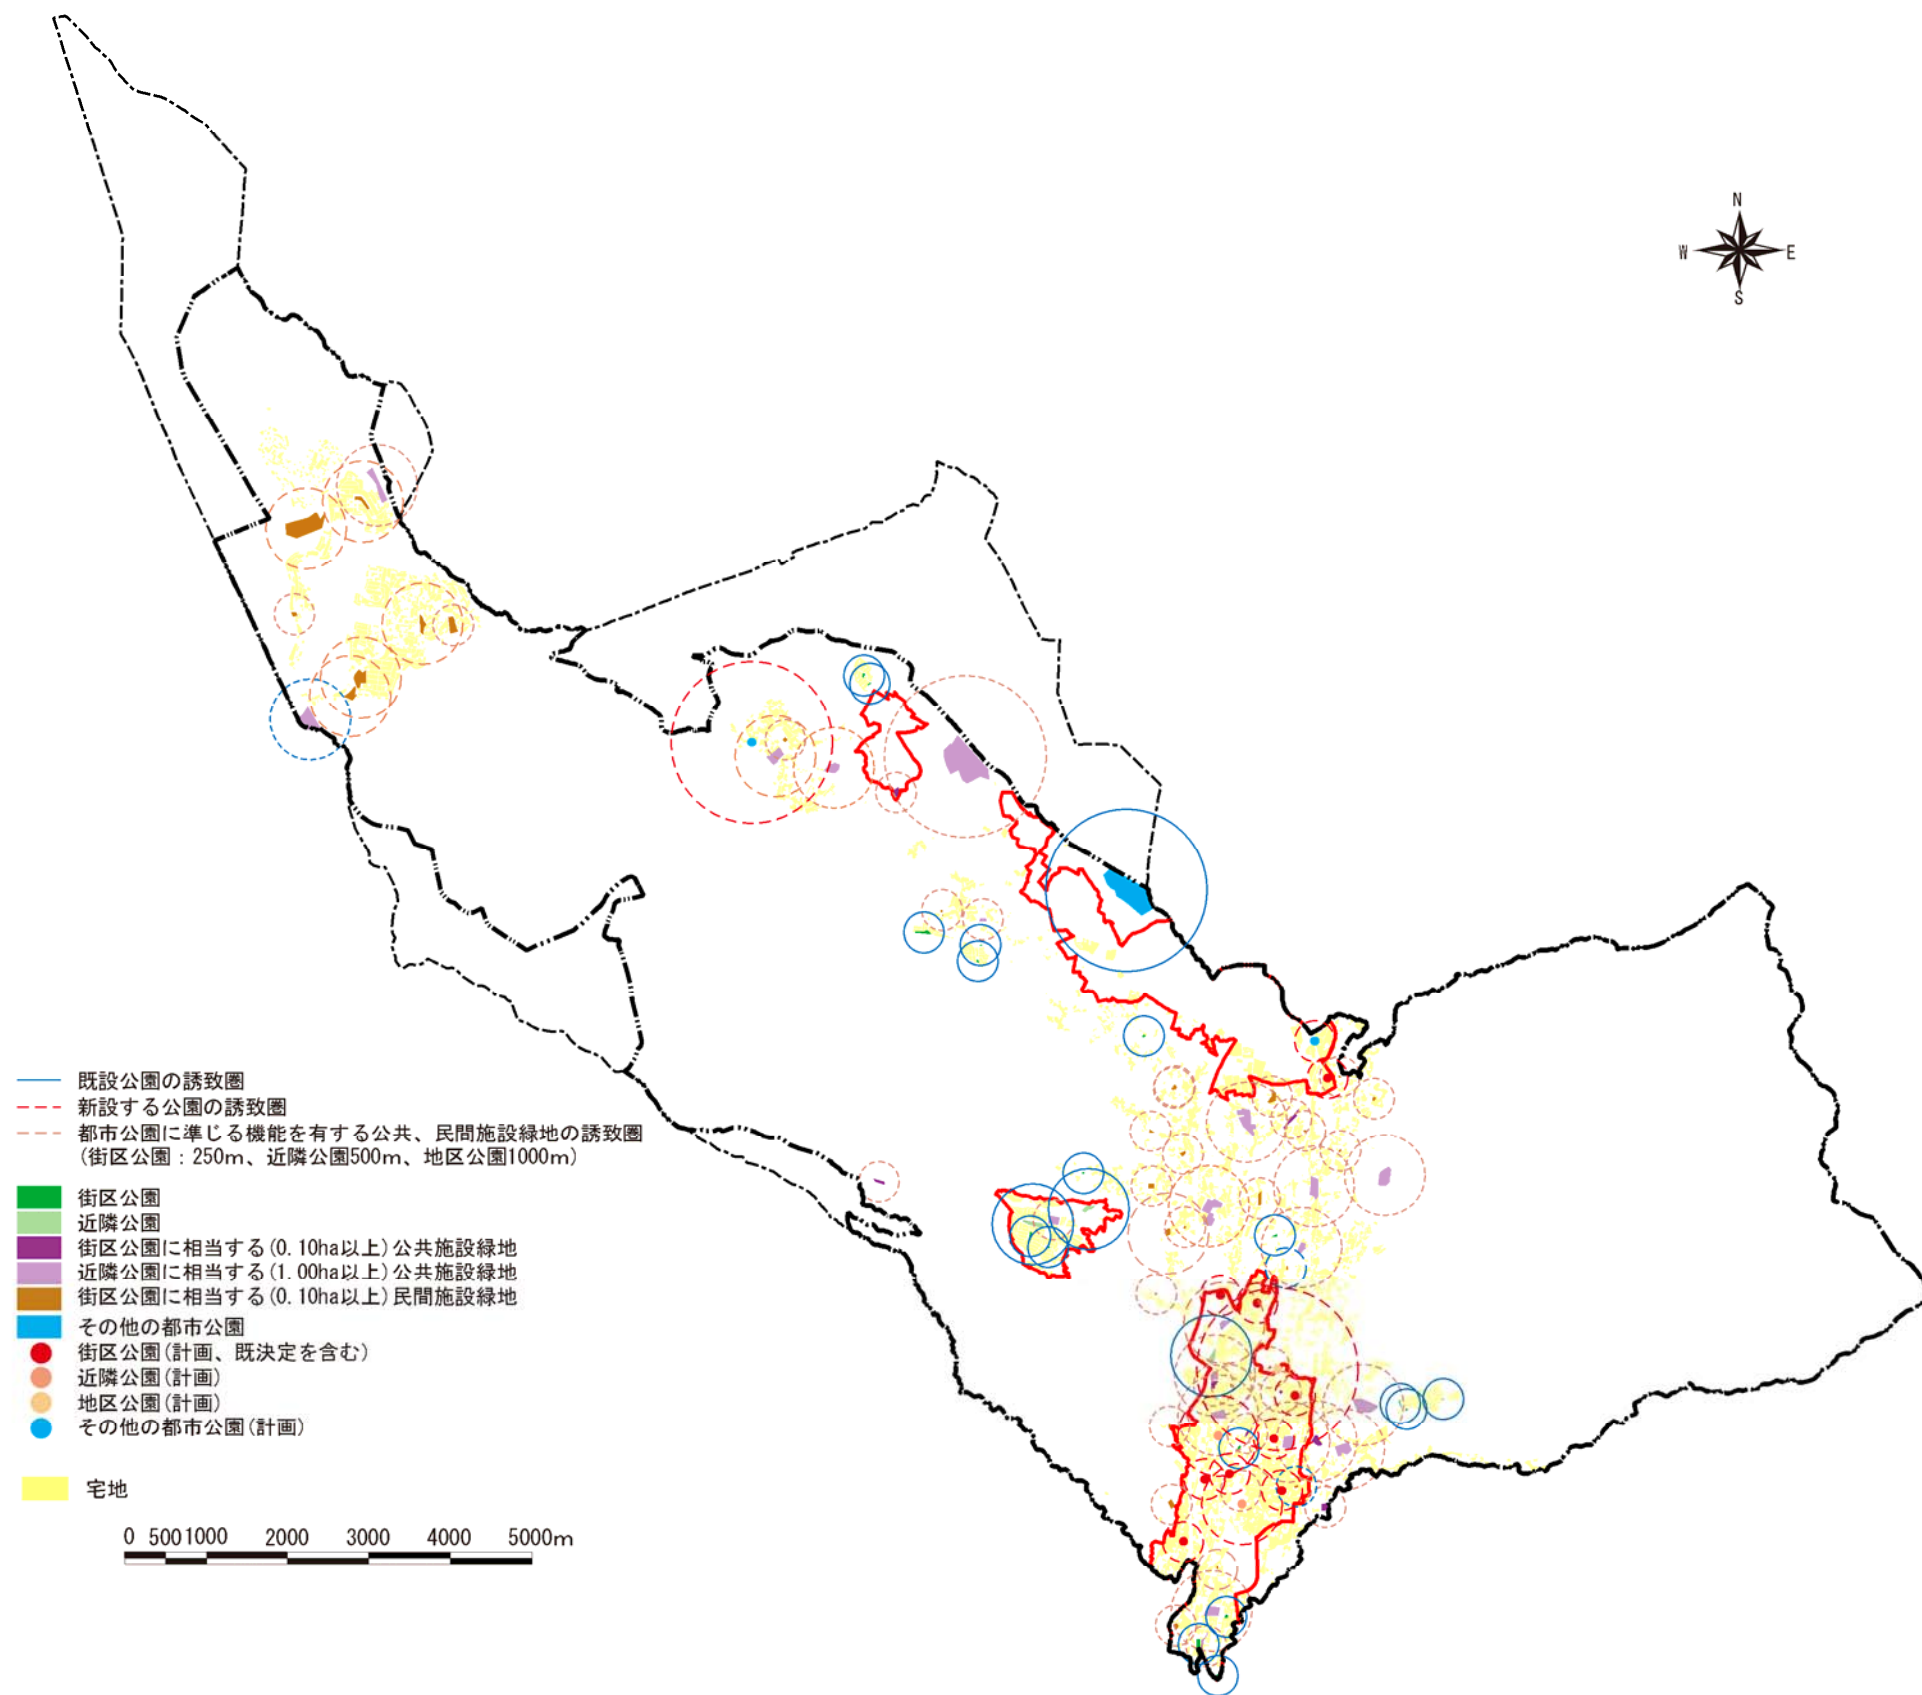 N
W E
S
既設公園の誘致圏
新設する公園の誘致圏
都市公園に準じる機能を有する公共、民間施設緑地の誘致圏
(街区公園：250m、近隣公園500m、地区公園1000m)
街区公園
近隣公園
街区公園に相当する(0.10ha以上)公共施設緑地
近隣公園に相当する(1.00ha以上)公共施設緑地
街区公園に相当する(0.10ha以上)民間施設緑地
その他の都市公園
街区公園(計画、既決定を含む)
近隣公園(計画)
地区公園(計画)
その他の都市公園(計画)
宅地
0 500 1000 2000 3000 4000 5000m